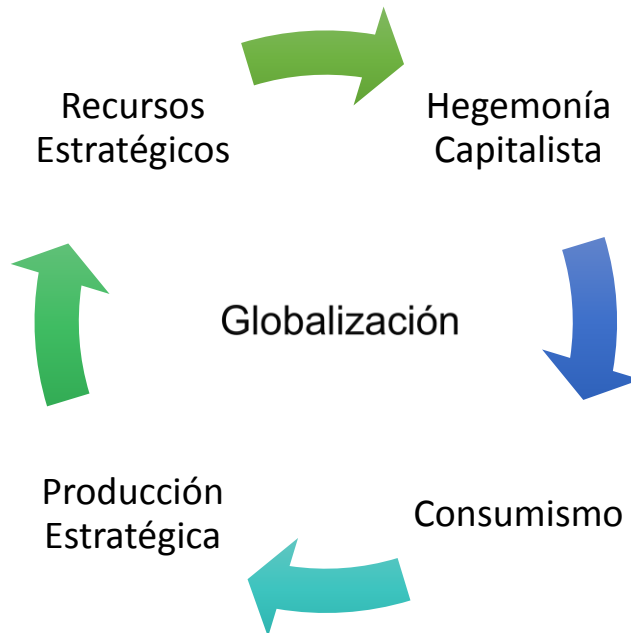 Recursos
Estratégicos
Hegemonía
Capitalista
Globalización
Producción
Estratégica
Consumismo